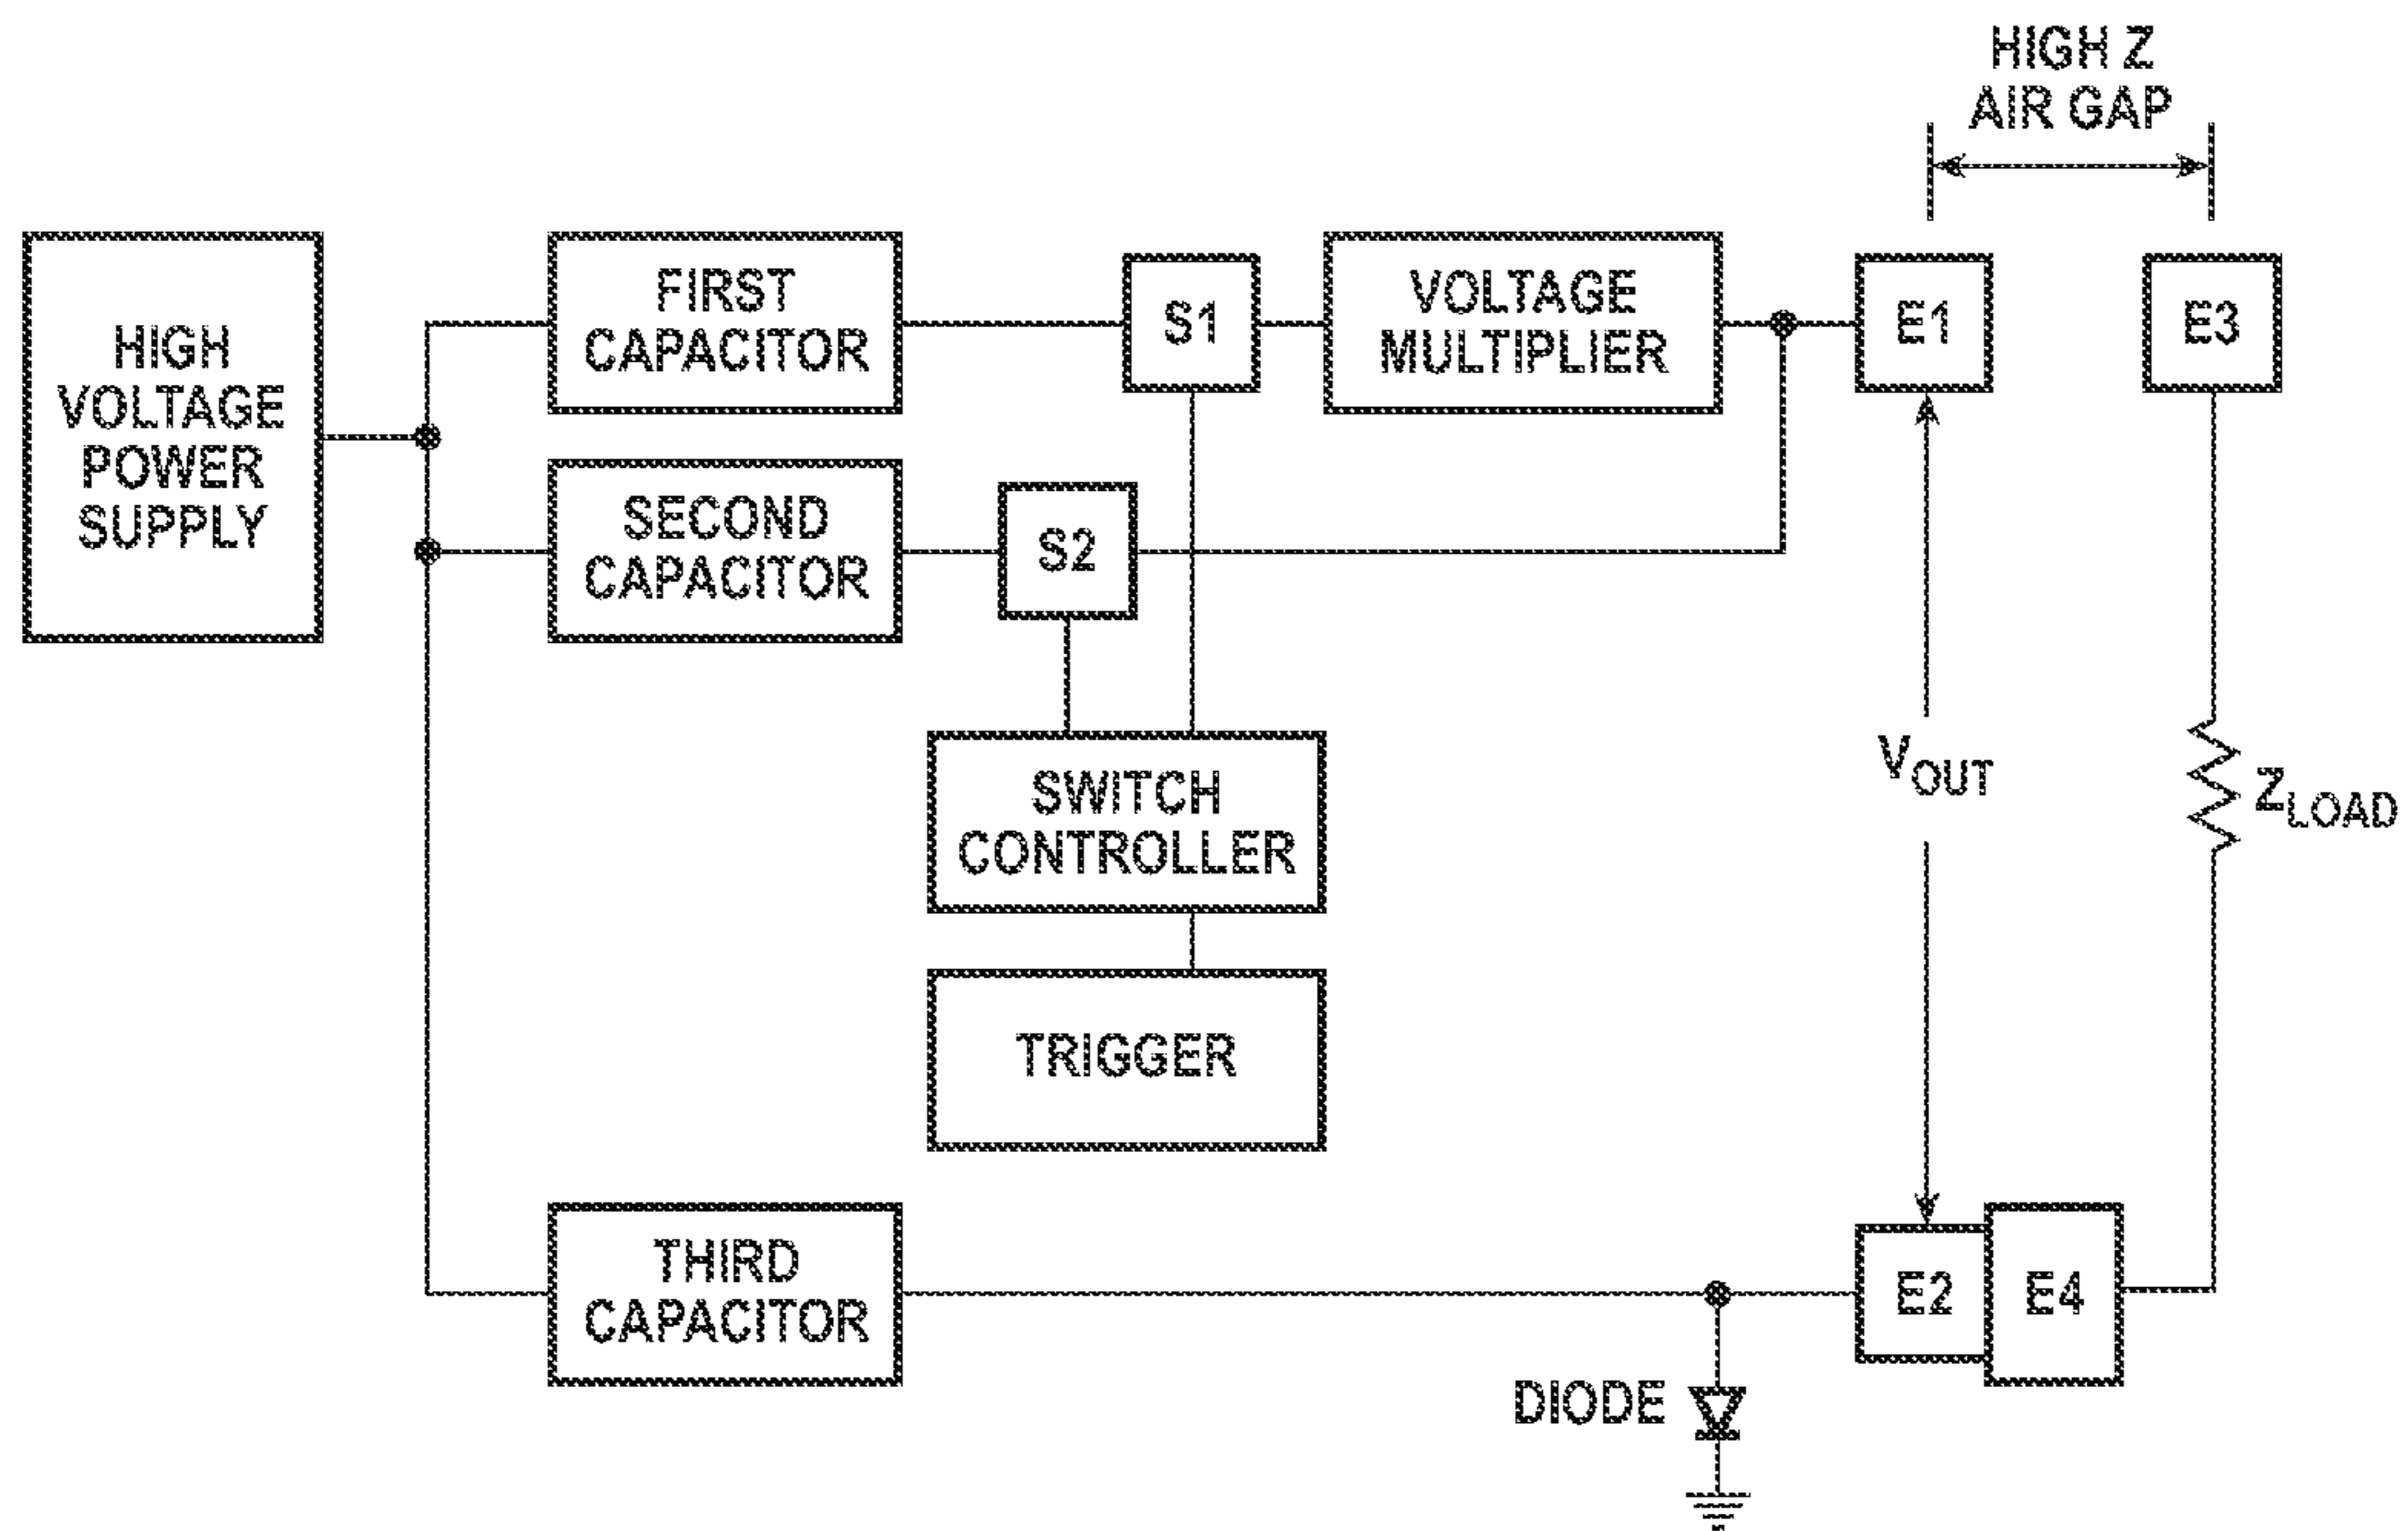 HIGH Z
AIR GAP
HIGH
VOLTAGE
POWER
SUPPLY
FIRST
CAPACITOR
S1
VOLTAGE
MULTIPLIER
E1
E3
SECOND
CAPACITOR
S2
SWITCH
CONTROLLER
VOUT
ZLOAD
TRIGGER
THIRD
CAPACITOR
E2
E4
DIODE